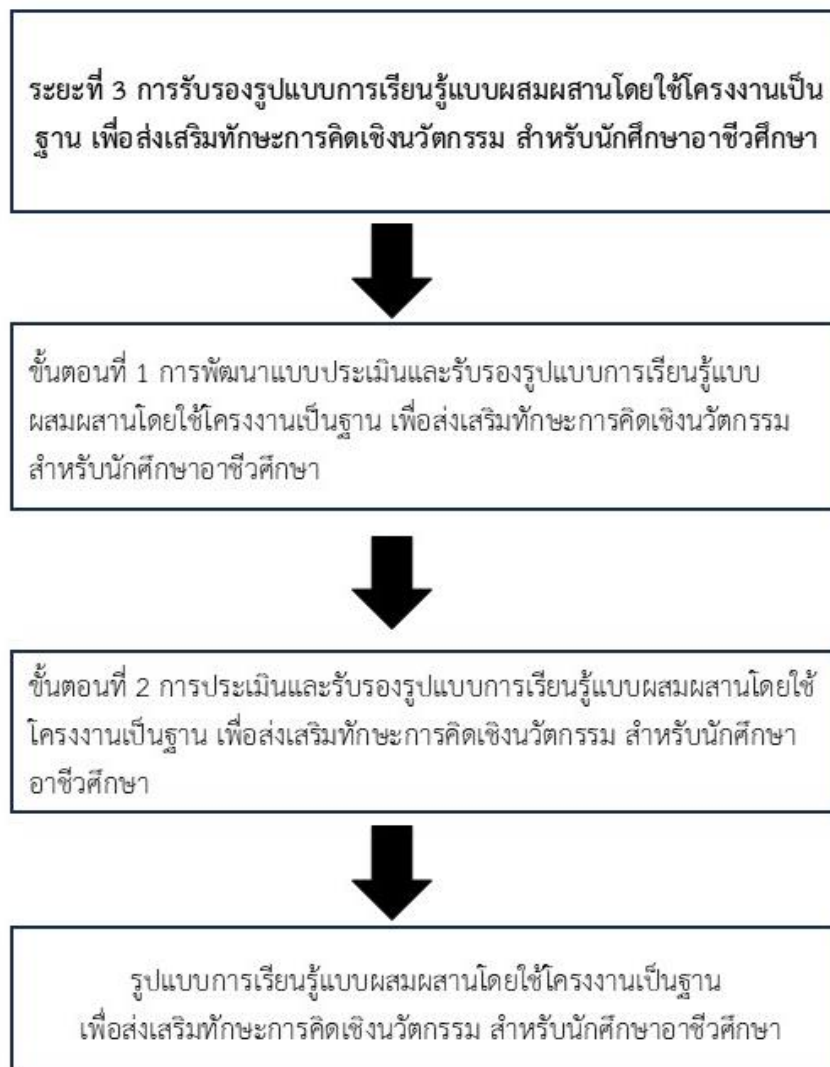 ระยะที่ 3 การรับรองรูปแบบการเรียนรู้แบบผสมผสานโดยใช้โครงงานเป็น
ฐาน เพื่อส่งเสริมทักษะการคิดเชิงนวัตกรรม สำหรับนักศึกษาอาชีวศึกษา
ขั้นตอนที่ 1 การพัฒนาแบบประเมินและรับรองรูปแบบการเรียนรู้แบบ
ผสมผสานโดยใช้โครงงานเป็นฐาน เพื่อส่งเสริมทักษะการคิดเชิงนวัตกรรม
สำหรับนักศึกษาอาชีวศึกษา
ขั้นตอนที่ 2 การประเมินและรับรองรูปแบบการเรียนรู้แบบผสมผสานโดยใช้
โครงงานเป็นฐาน เพื่อส่งเสริมทักษะการคิดเชิงนวัตกรรม สำหรับนักศึกษา
อาชีวศึกษา
รูปแบบการเรียนรู้แบบผสมผสานโดยใช้โครงงานเป็นฐาน
เพื่อส่งเสริมทักษะการคิดเชิงนวัตกรรม สำหรับนักศึกษาอาชีวศึกษา